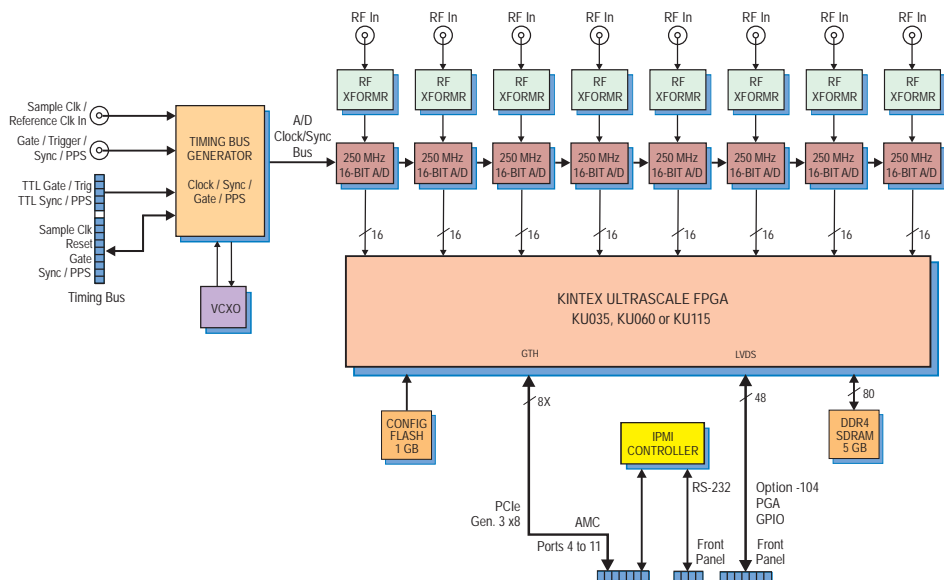 RF In RF In RF In RF In RF In RF In RF In RF In
RF XFORMR
RF XFORMR
RF XFORMR
RF XFORMR
RF XFORMR
RF XFORMR
RF XFORMR
RF XFORMR
Sample Clk /
Reference Clk In
Gate / Trigger /
Sync / PPS
TTL Gate / Trig
TTL Sync / PPS
Sample Clk
Reset
Gate
Sync / PPS
Timing Bus
TIMING BUS
GENERATOR
Clock / Sync /
Gate / PPS
VCXO
A/D
Clock/Sync
Bus
250 MHz
16-BIT A/D
250 MHz
16-BIT A/D
250 MHz
16-BIT A/D
250 MHz
16-BIT A/D
250 MHz
16-BIT A/D
250 MHz
16-BIT A/D
250 MHz
16-BIT A/D
250 MHz
16-BIT A/D
16 16 16 16 16 16 16 16
KINTEX ULTRASCALE FPGA
KU035, KU060 or KU115
GTH LVDS
8X 48 80
CONFIG
FLASH
1 GB
IPMI
CONTROLLER
DDR4
SDRAM
5 GB
PCIe
Gen. 3 x8
AMC
Ports 4 to 11
RS-232
Front
Panel
Option -104
PGA
GPIO
Front
Panel